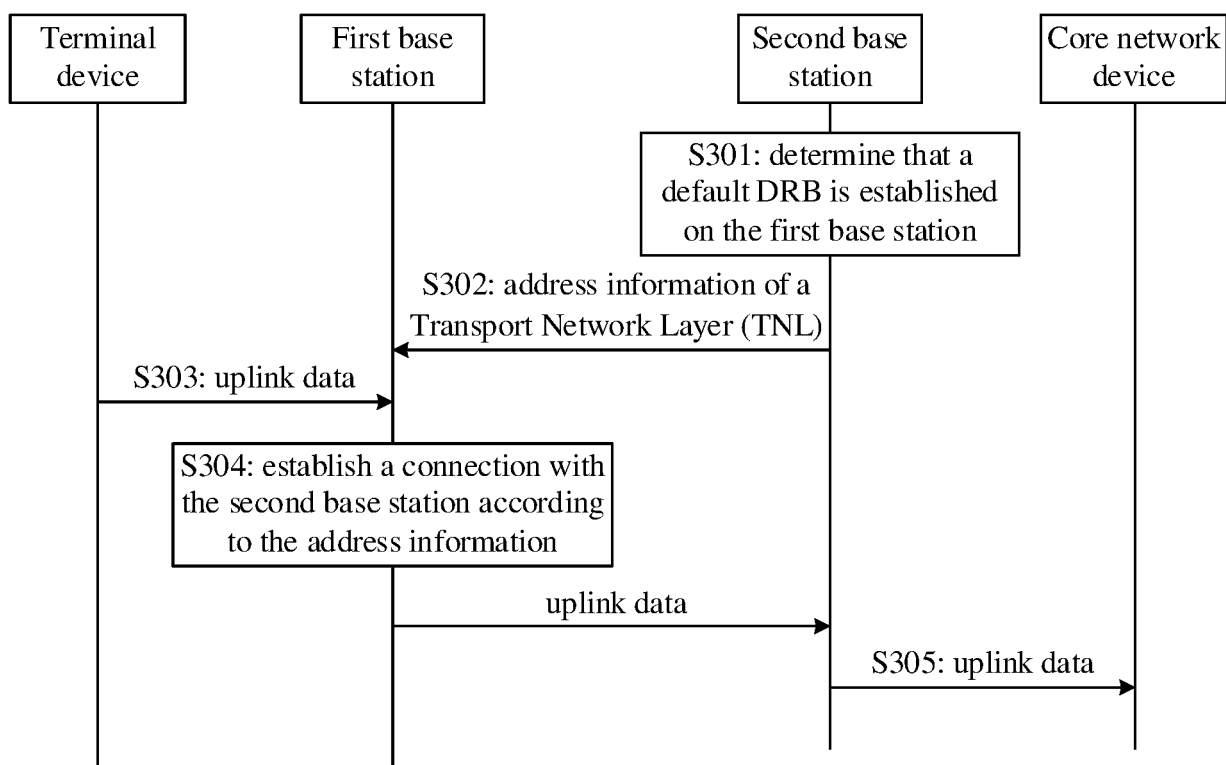 Terminal
device
First base
station
Second base
station
Core network
device
S301: determine that a
default DRB is established
on the first base station
S302: address information of a
Transport Network Layer (TNL)
S303: uplink data
S304: establish a connection with
the second base station according
to the address information
uplink data
S305: uplink data